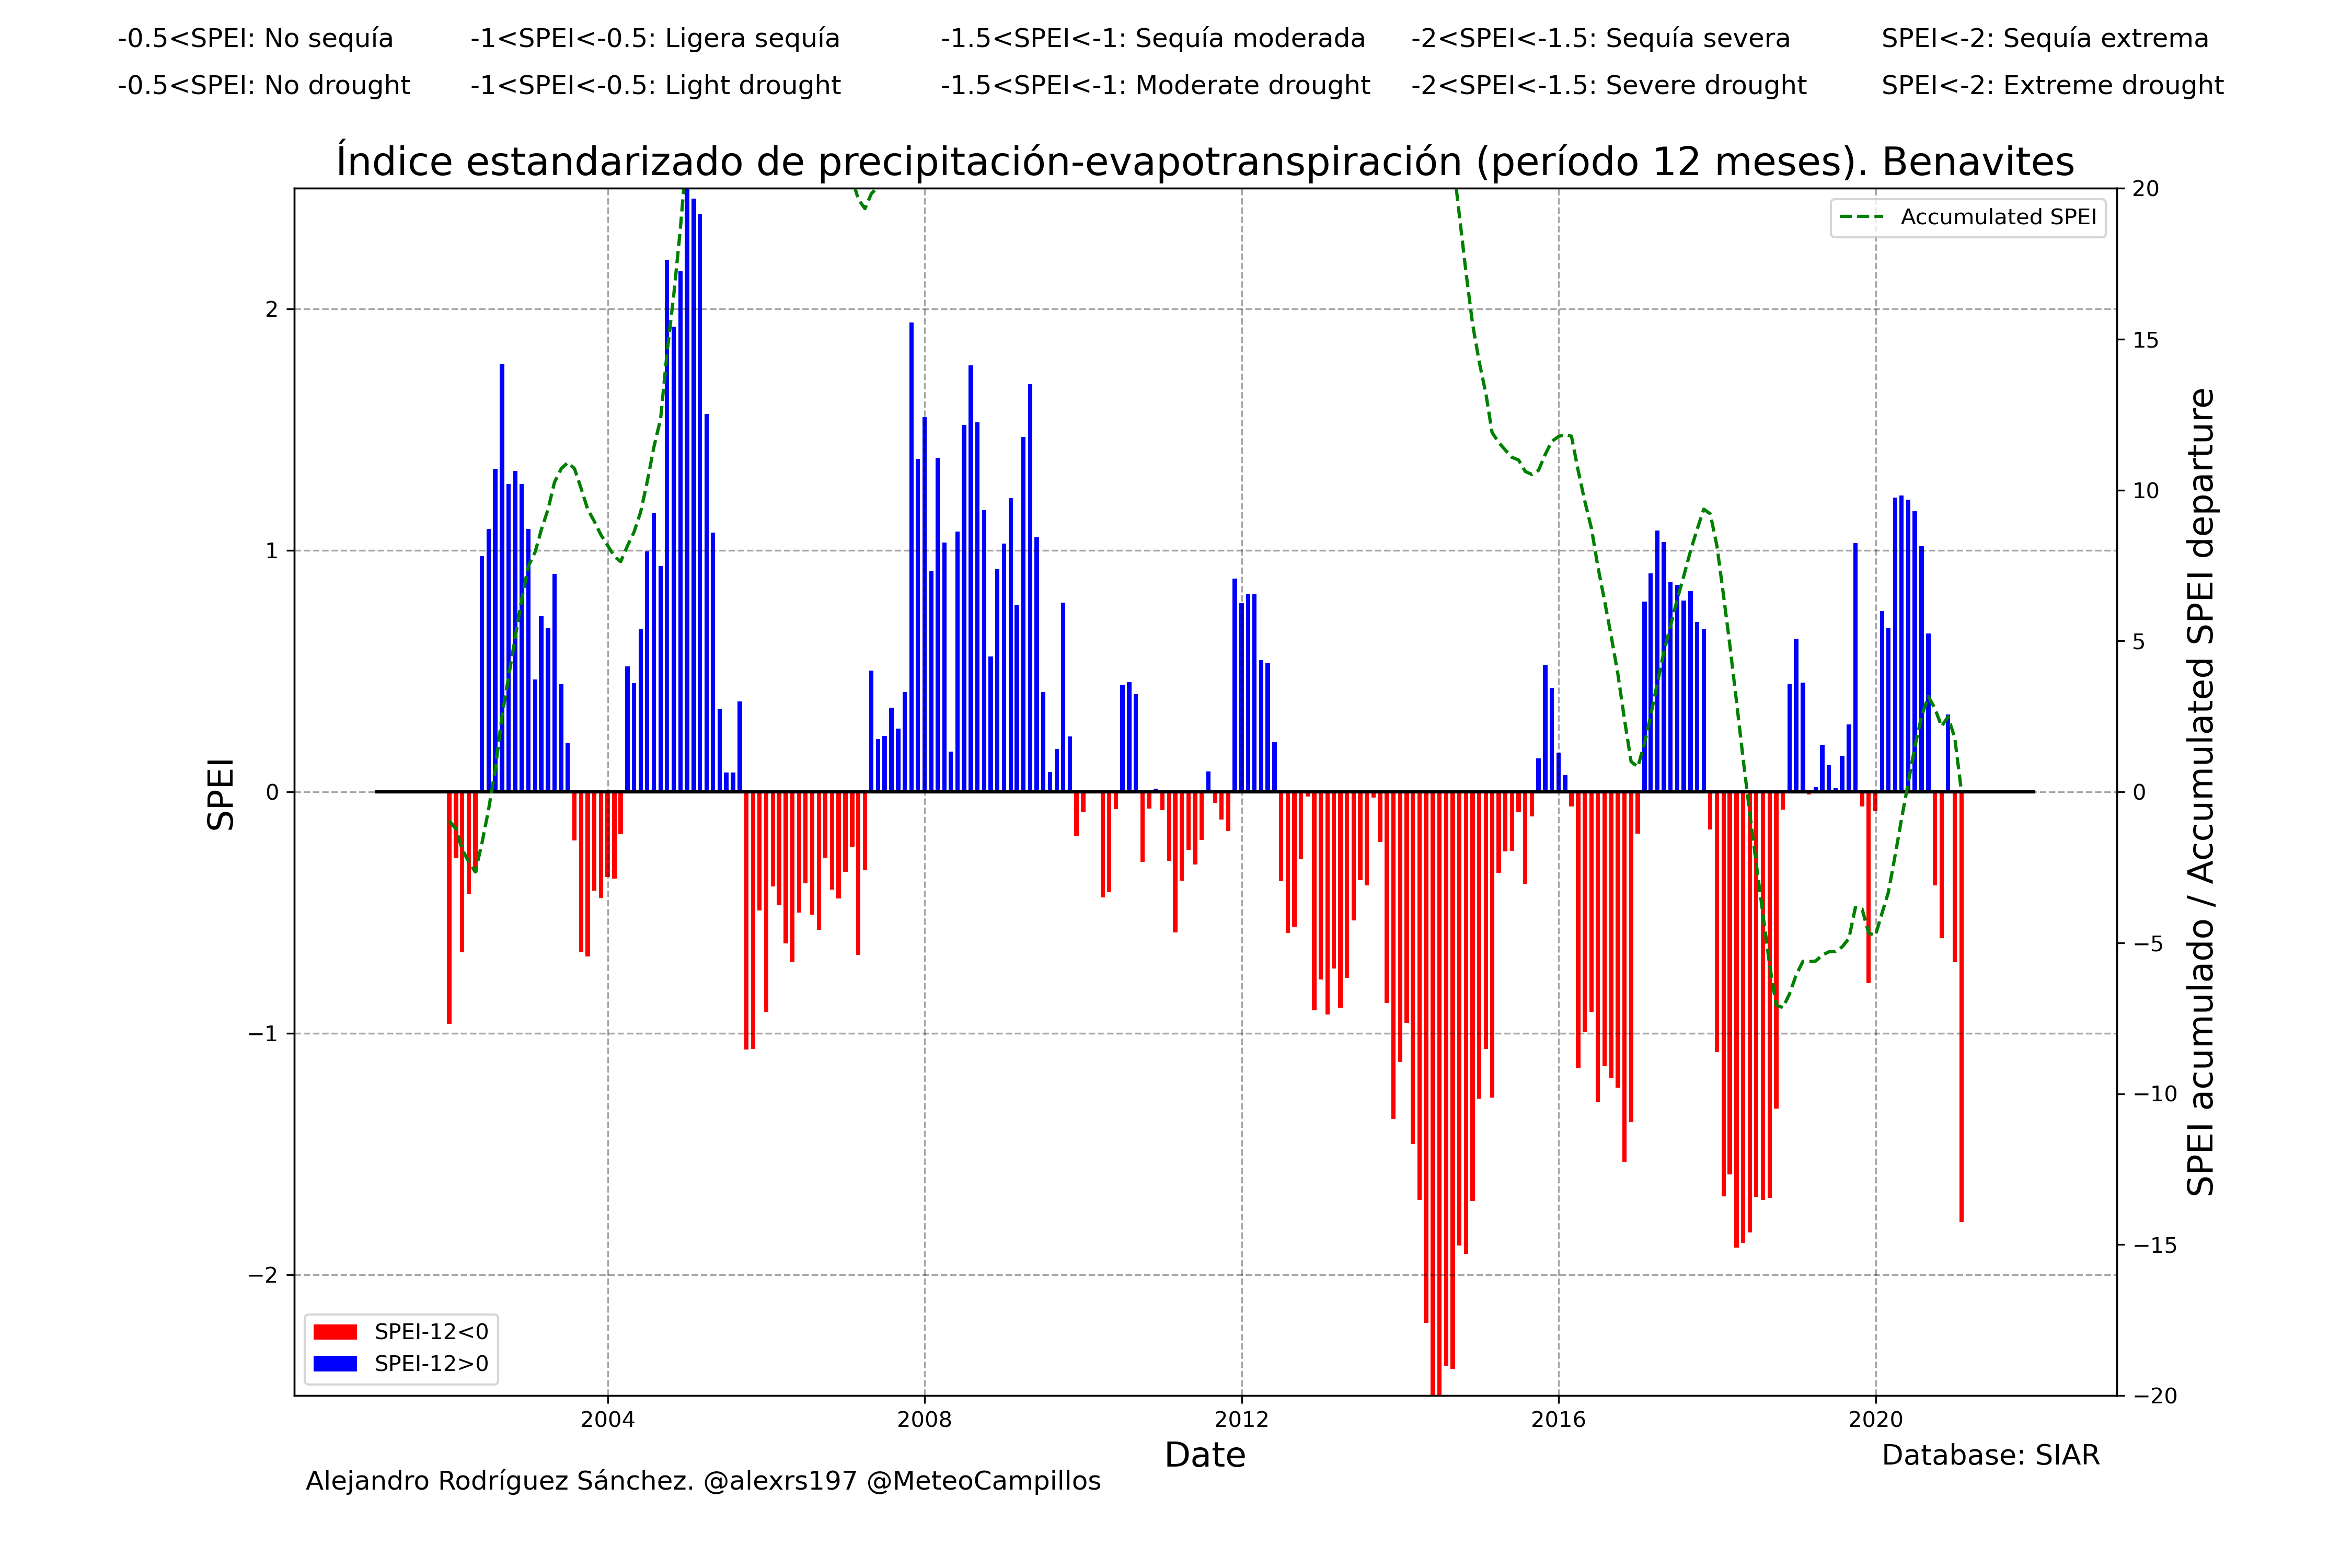 -0.5<SPEI: No sequía -1<SPEI<-0.5: Ligera sequía -1.5<SPEI<-1: Sequía moderada -2<SPEI<-1.5: Sequía severa SPEI<-2: Sequía extrema
-0.5<SPEI: No drought -1<SPEI<-0.5: Light drought -1.5<SPEI<-1: Moderate drought -2<SPEI<-1.5: Severe drought SPEI<-2: Extreme drought
Índice estandarizado de precipitación-evapotranspiración (período 12 meses). Benavites
Accumulated SPEI
SPEI
2
1
0
−1
−2
20
15
10
5
0
−5
−10
−15
−20
SPEI acumulado / Accumulated SPEI departure
SPEI-12<0
SPEI-12>0
2004 2008 2012 2016 2020
Date
Database: SIAR
Alejandro Rodríguez Sánchez. @alexrs197 @MeteoCampillos